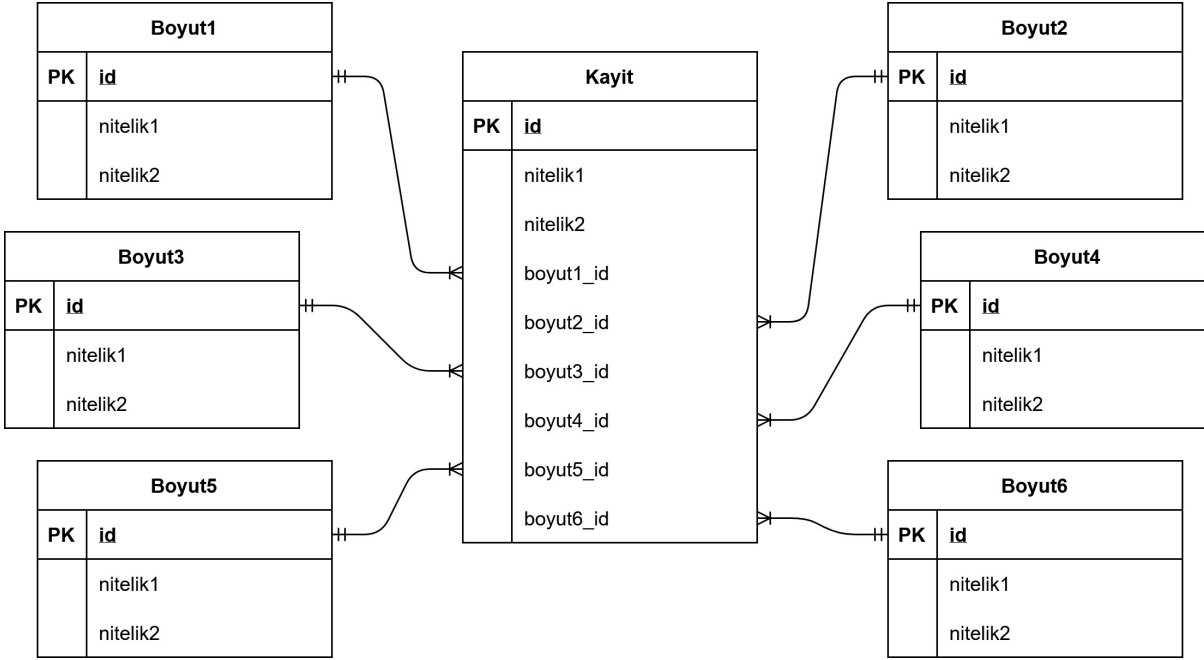 Boyut1
PK id
nitelik1
nitelik2
Boyut3
PK id
nitelik1
nitelik2
Boyut5
PK id
nitelik1
nitelik2
Kayit
PK id
nitelik1
nitelik2
boyut1_id
boyut2_id
boyut3_id
boyut4_id
boyut5_id
boyut6_id
Boyut2
PK id
nitelik1
nitelik2
Boyut4
PK id
nitelik1
nitelik2
Boyut6
PK id
nitelik1
nitelik2